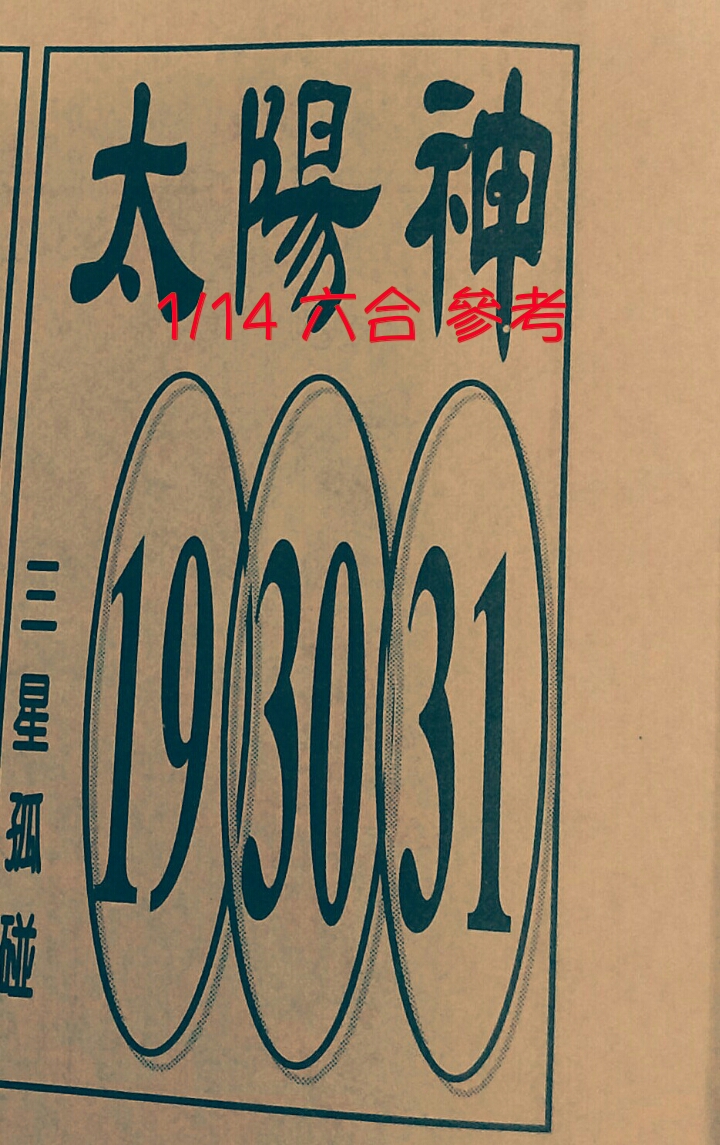 太陽神
1/14 六合 參考
19 30 31
三星孤碰